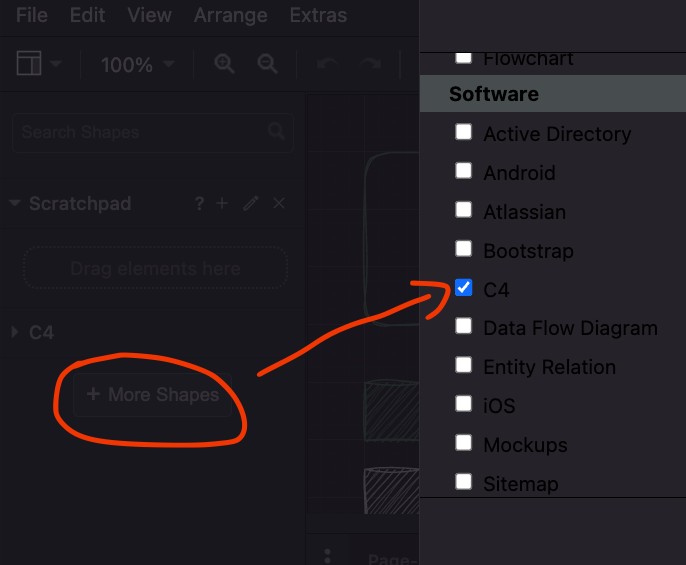 File Edit View Arrange Extras
100%
Search Shapes
Scratchpad ? + ×
Drag elements here
C4
+ More Shapes
Page-
Flowchart
Software
Active Directory
Android
Atlassian
Bootstrap
C4
Data Flow Diagram
Entity Relation
iOS
Mockups
Sitemap